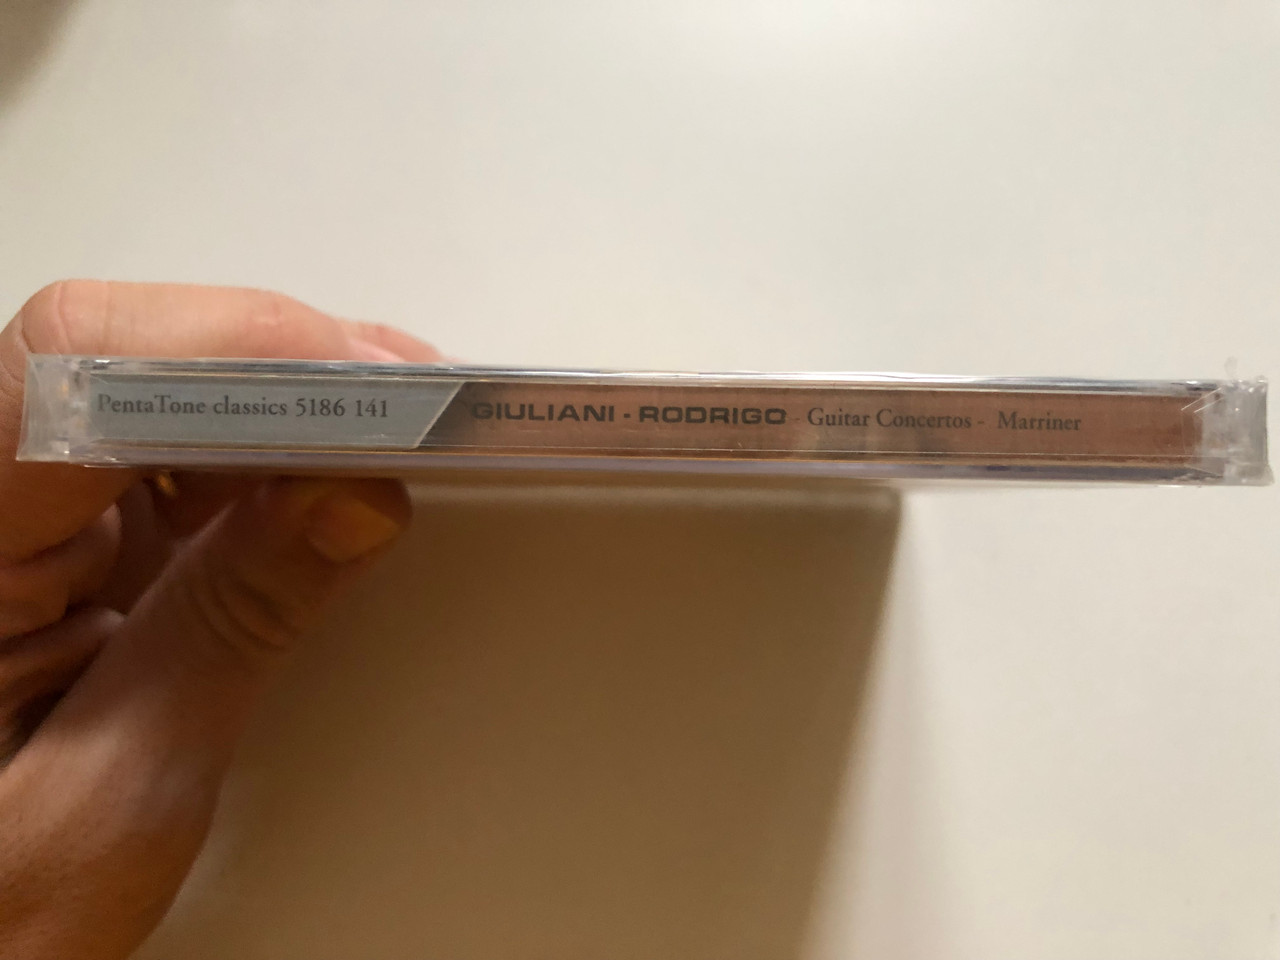 PentaTone classics 5186 141 GIULIANI · RODRIGO - Guitar Concertos - Marriner